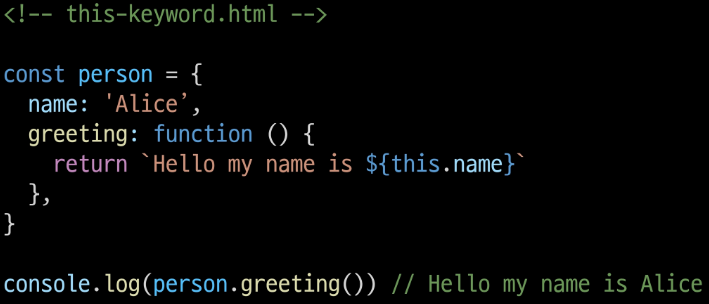 <!-- this-keyword.html -->
const person = {
name: 'Alice’,
greeting: function () {
return `Hello my name is ${this.name}`
},
}
console.log(person.greeting()) // Hello my name is Alice